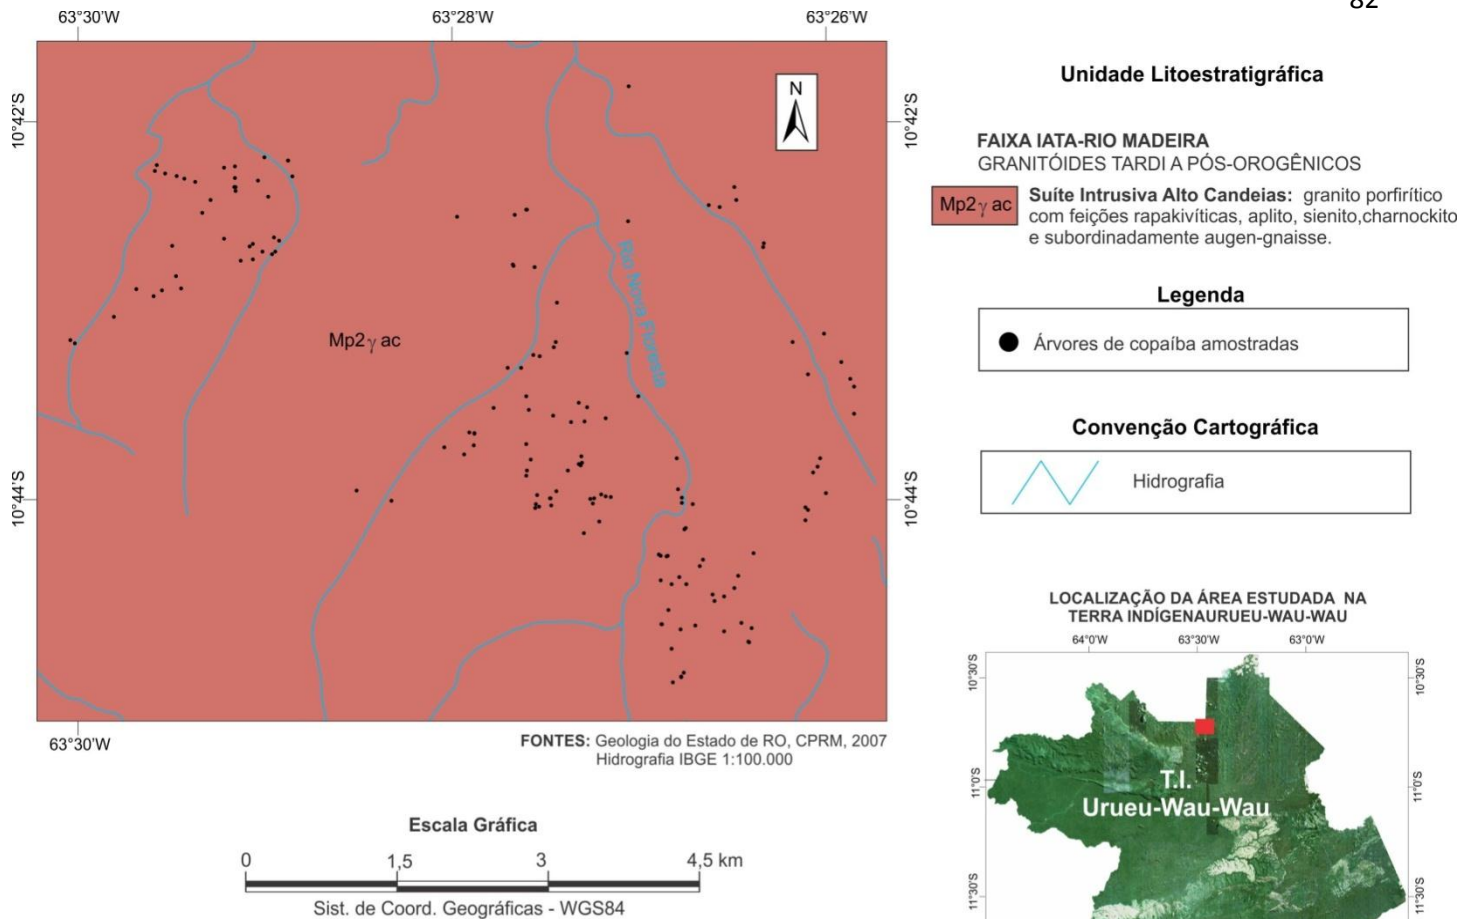 82
63°30'W
63°28'W
63°26'W
10°42'S
10°42'S
N
Mp2γ ac
Rio Nova Floresta
10°44'S
10°44'S
63°30'W
FONTES: Geologia do Estado de RO, CPRM, 2007
Hidrografia IBGE 1:100.000
Escala Gráfica
0 1,5 3 4,5 km
Sist. de Coord. Geográficas - WGS84
Unidade Litoestratigráfica
FAIXA IATA-RIO MADEIRA
GRANITÓIDES TARDI A PÓS-OROGÊNICOS
Mp2γ ac
Suíte Intrusiva Alto Candeias: granito porfirítico
com feições rapakivíticas, aplito, sienito,charnockito
e subordinadamente augen-gnaisse.
Legenda
Árvores de copaíba amostradas
Convenção Cartográfica
Hidrografia
LOCALIZAÇÃO DA ÁREA ESTUDADA NA
TERRA INDÍGENAURUEU-WAU-WAU
64°0'W
63°30'W
63°0'W
10°30'S
10°30'S
11°0'S
11°0'S
T.I.
Urueu-Wau-Wau
11°30'S
11°30'S